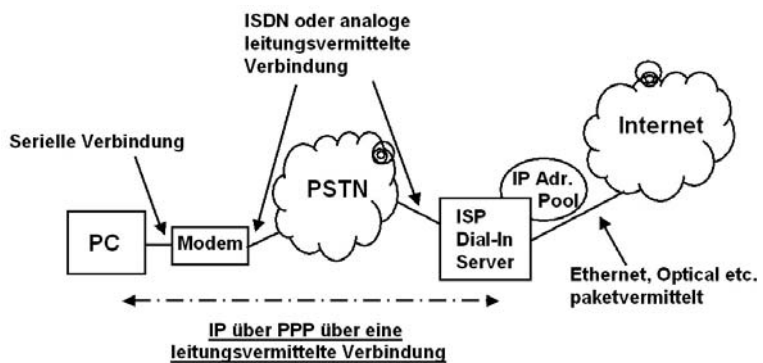 ISDN oder analoge
leitungsvermittelte
Verbindung
Internet
Serielle Verbindung
PSTN
IP Adr.
Pool
PC
Modem
ISP
Dial-In
Server
Ethernet, Optical etc.
paketvermittelt
IP über PPP über eine
leitungsvermittelte Verbindung